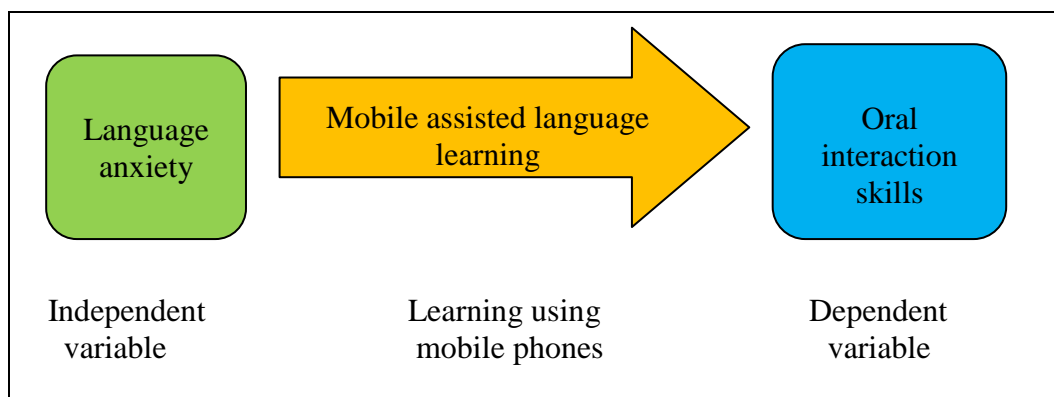 Language
anxiety
Mobile assisted language
learning
Oral
interaction
skills
Independent
variable
Learning using
mobile phones
Dependent
variable